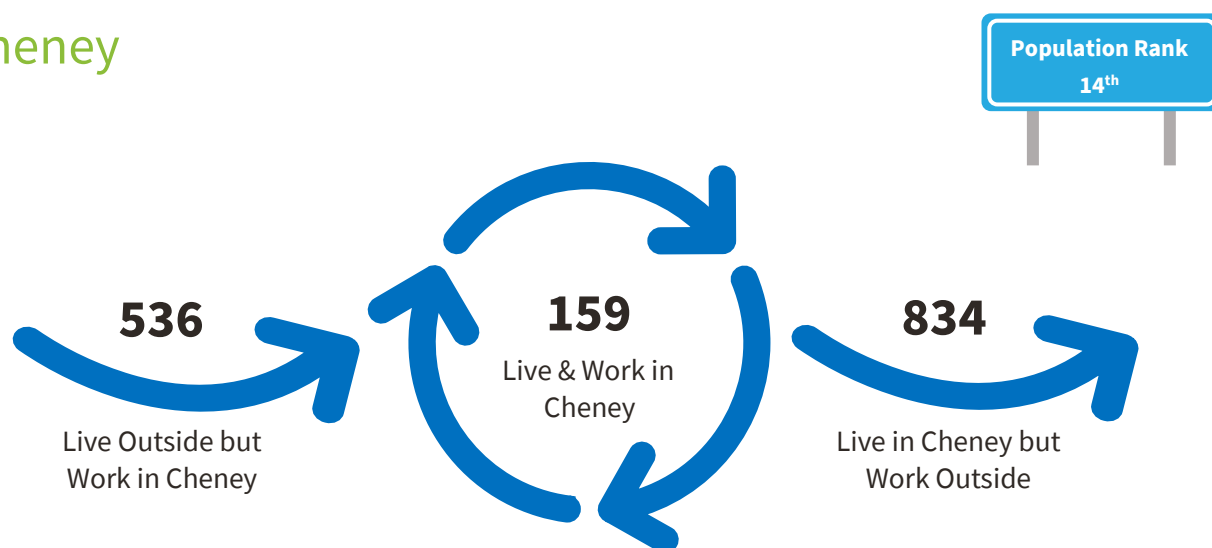 heney
Population Rank
14th
536
159
834
Live & Work in
Cheney
Live Outside but
Work in Cheney
Live in Cheney but
Work Outside